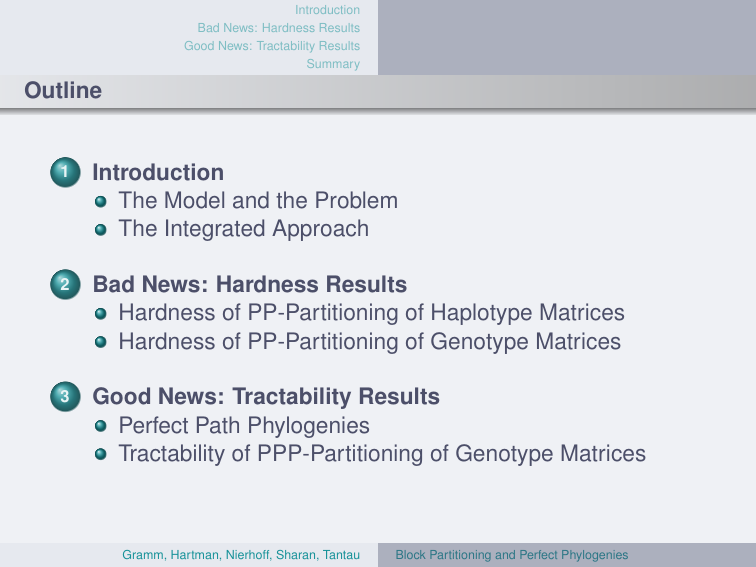 Introduction
Bad News: Hardness Results
Good News: Tractability Results
Summary
Outline
1 Introduction
The Model and the Problem
The Integrated Approach
2 Bad News: Hardness Results
Hardness of PP-Partitioning of Haplotype Matrices
Hardness of PP-Partitioning of Genotype Matrices
3 Good News: Tractability Results
Perfect Path Phylogenies
Tractability of PPP-Partitioning of Genotype Matrices
Gramm, Hartman, Nierhoff, Sharan, Tantau Block Partitioning and Perfect Phylogenies